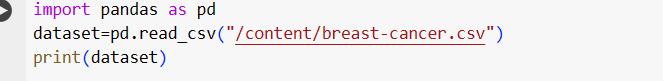 import pandas as pd
dataset=pd.read_csv("/content/breast-cancer.csv")
print(dataset)